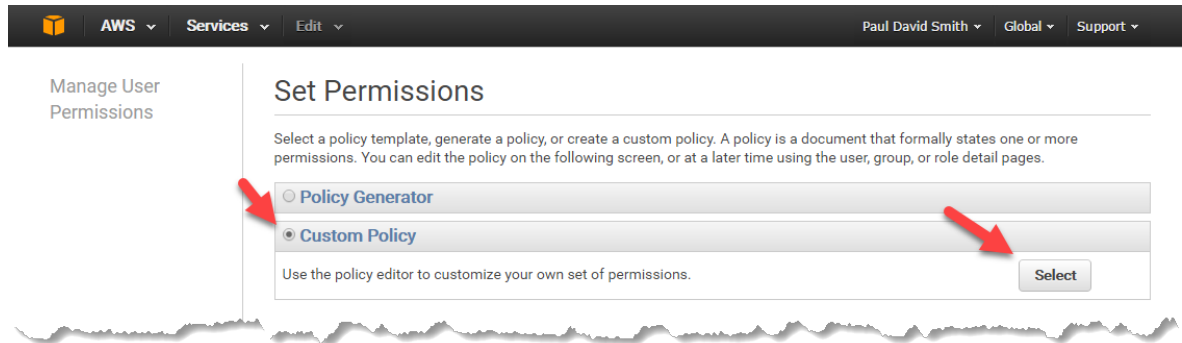 AWS Services Edit Paul David Smith Global Support
Manage User
Permissions
Set Permissions
Select a policy template, generate a policy, or create a custom policy. A policy is a document that formally states one or more
permissions. You can edit the policy on the following screen, or at a later time using the user, group, or role detail pages.
Policy Generator
Custom Policy
Use the policy editor to customize your own set of permissions.
Select